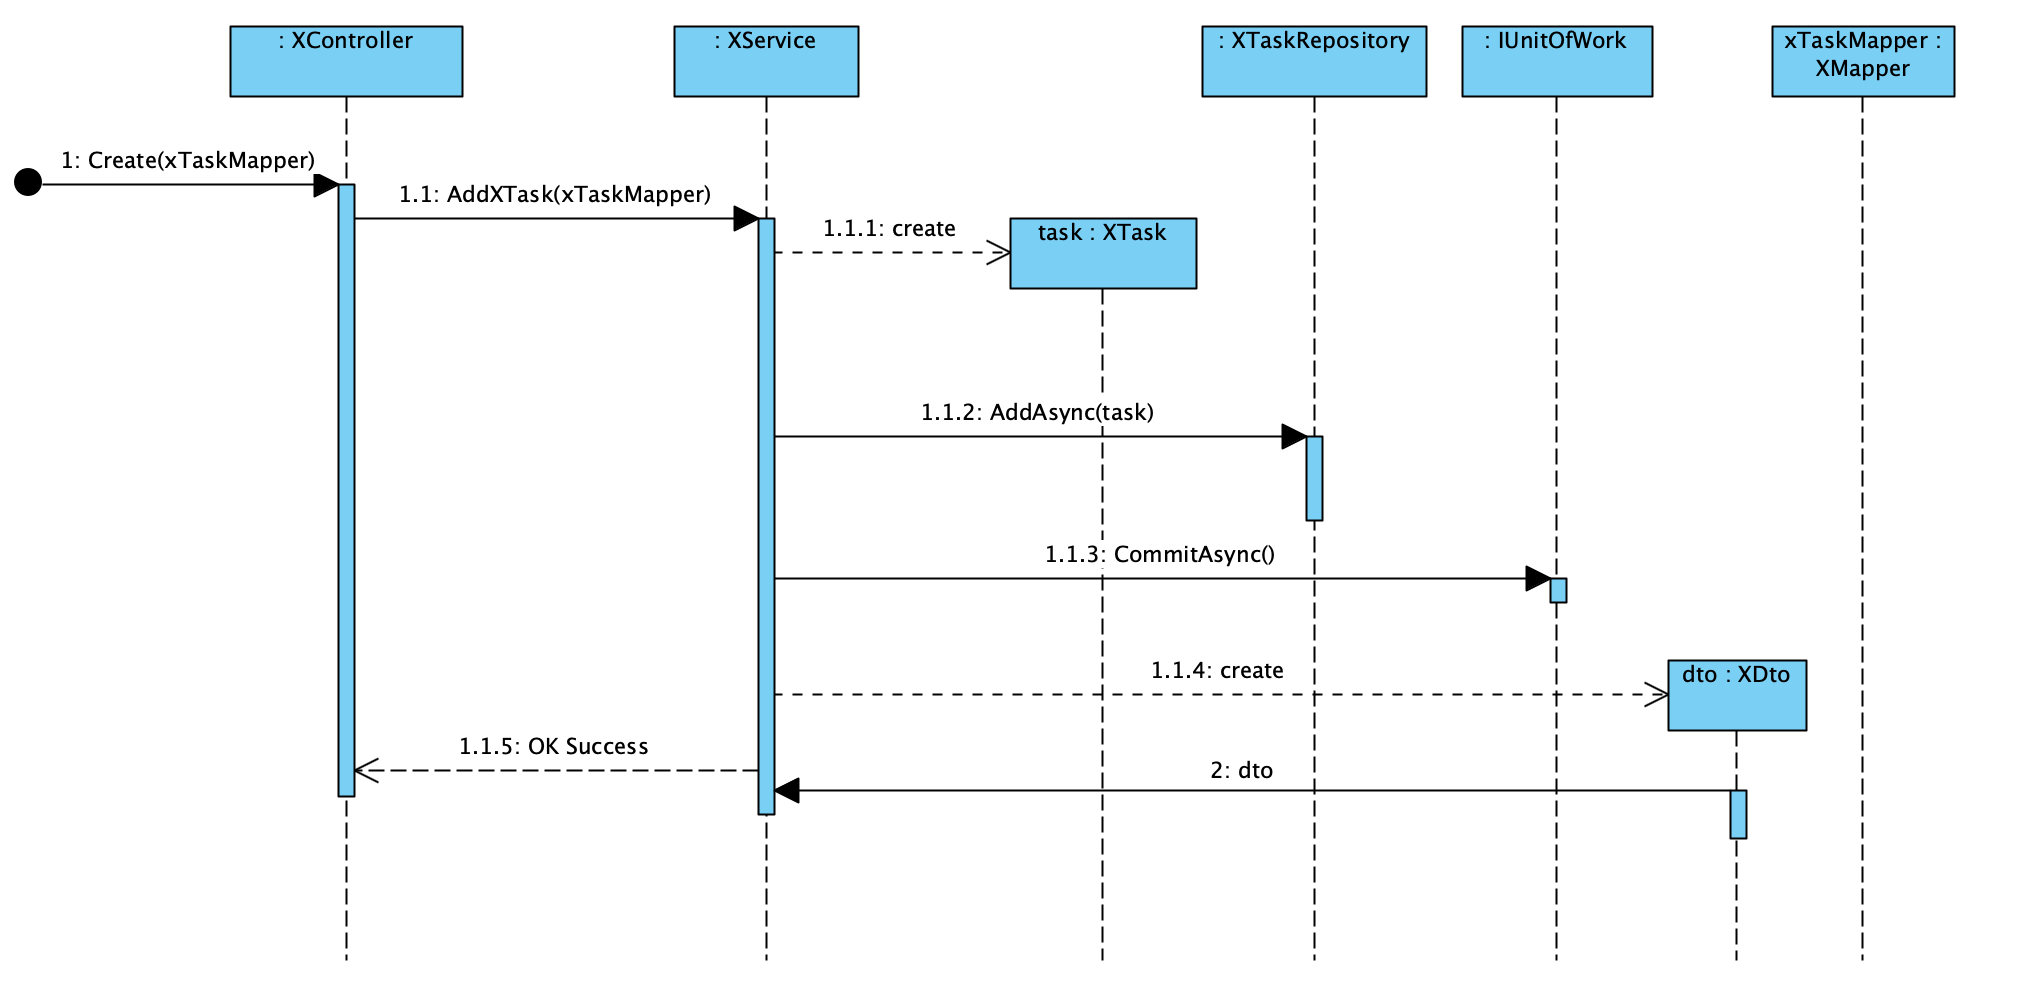 : XController
: XService
: XTaskRepository
: IUnitOfWork
xTaskMapper :
XMapper
1: Create(xTaskMapper)
1.1: AddXTask(xTaskMapper)
1.1.1: create
task : XTask
1.1.2: AddAsync(task)
1.1.3: CommitAsync()
1.1.4: create
dto : XDto
1.1.5: OK Success
2: dto